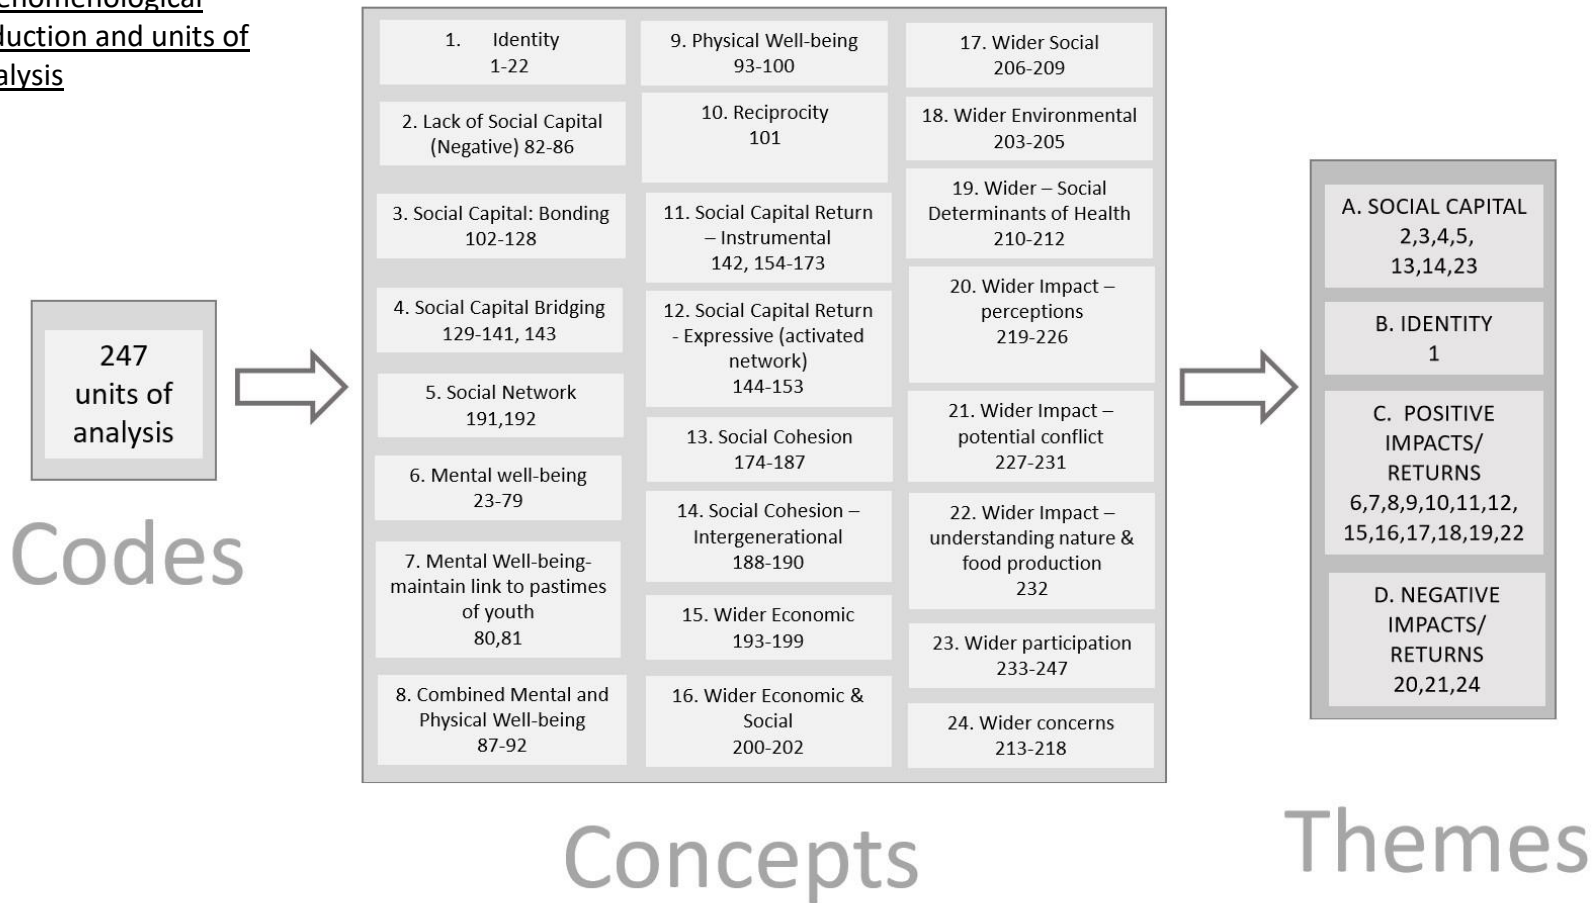 enomenological
duction and units of
alysis
247
units of
analysis
Codes
1. Identity
1-22
2. Lack of Social Capital
(Negative) 82-86
3. Social Capital: Bonding
102-128
4. Social Capital Bridging
129-141, 143
5. Social Network
191,192
6. Mental well-being
23-79
7. Mental Well-being-
maintain link to pastimes
of youth
80,81
8. Combined Mental and
Physical Well-being
87-92
9. Physical Well-being
93-100
10. Reciprocity
101
11. Social Capital Return
– Instrumental
142, 154-173
12. Social Capital Return
- Expressive (activated
network)
144-153
13. Social Cohesion
174-187
14. Social Cohesion –
Intergenerational
188-190
15. Wider Economic
193-199
16. Wider Economic &
Social
200-202
17. Wider Social
206-209
18. Wider Environmental
203-205
19. Wider – Social
Determinants of Health
210-212
20. Wider Impact –
perceptions
219-226
21. Wider Impact –
potential conflict
227-231
22. Wider Impact –
understanding nature &
food production
232
23. Wider participation
233-247
24. Wider concerns
213-218
Concepts
A. SOCIAL CAPITAL
2,3,4,5,
13,14,23
B. IDENTITY
1
C. POSITIVE
IMPACTS/
RETURNS
6,7,8,9,10,11,12,
15,16,17,18,19,22
D. NEGATIVE
IMPACTS/
RETURNS
20,21,24
Themes